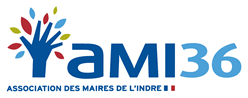 AMI36
ASSOCIATION DES MAIRES DE L'INDRE